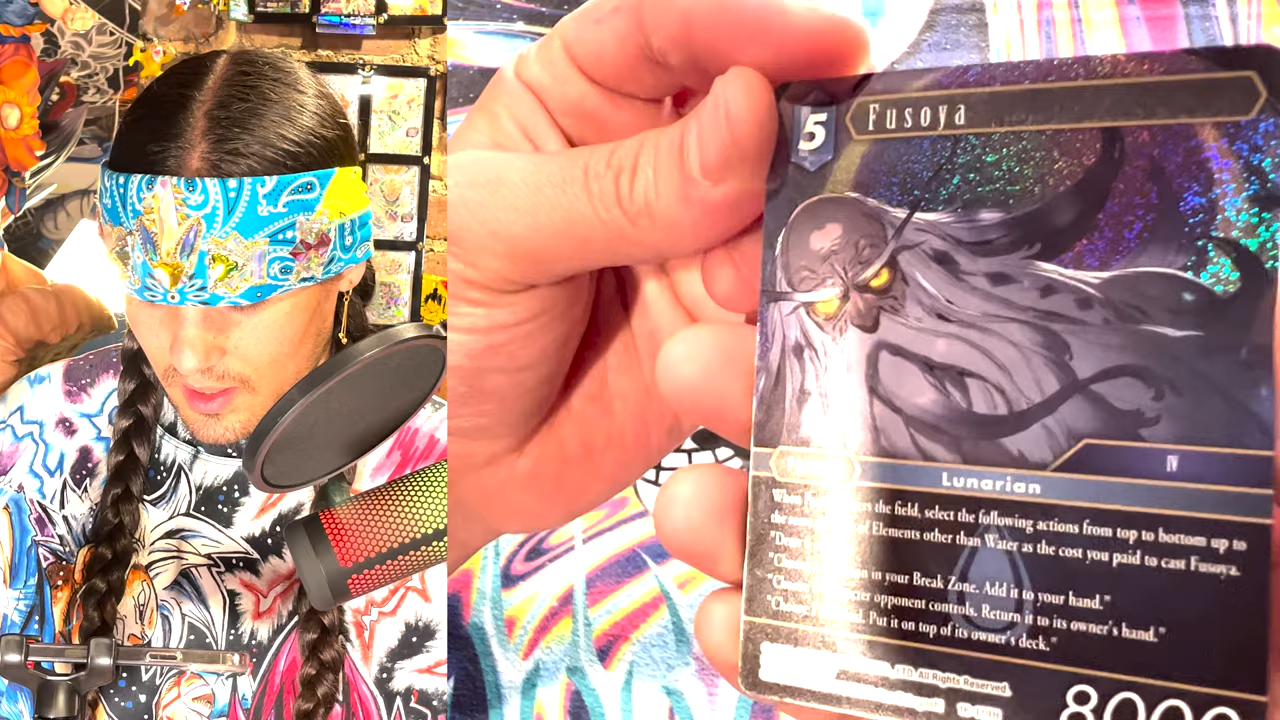 5
Fusoya
IV
Lunarian
When the field, select the following actions from top to bottom up to
the of Elements other than Water as the cost you paid to cast Fusoya.
in your Break Zone. Add it to your hand."
opponent controls. Return it to its owner's hand."
Put it on top of its owner's deck."
LTD. All Rights Reserved.
8000